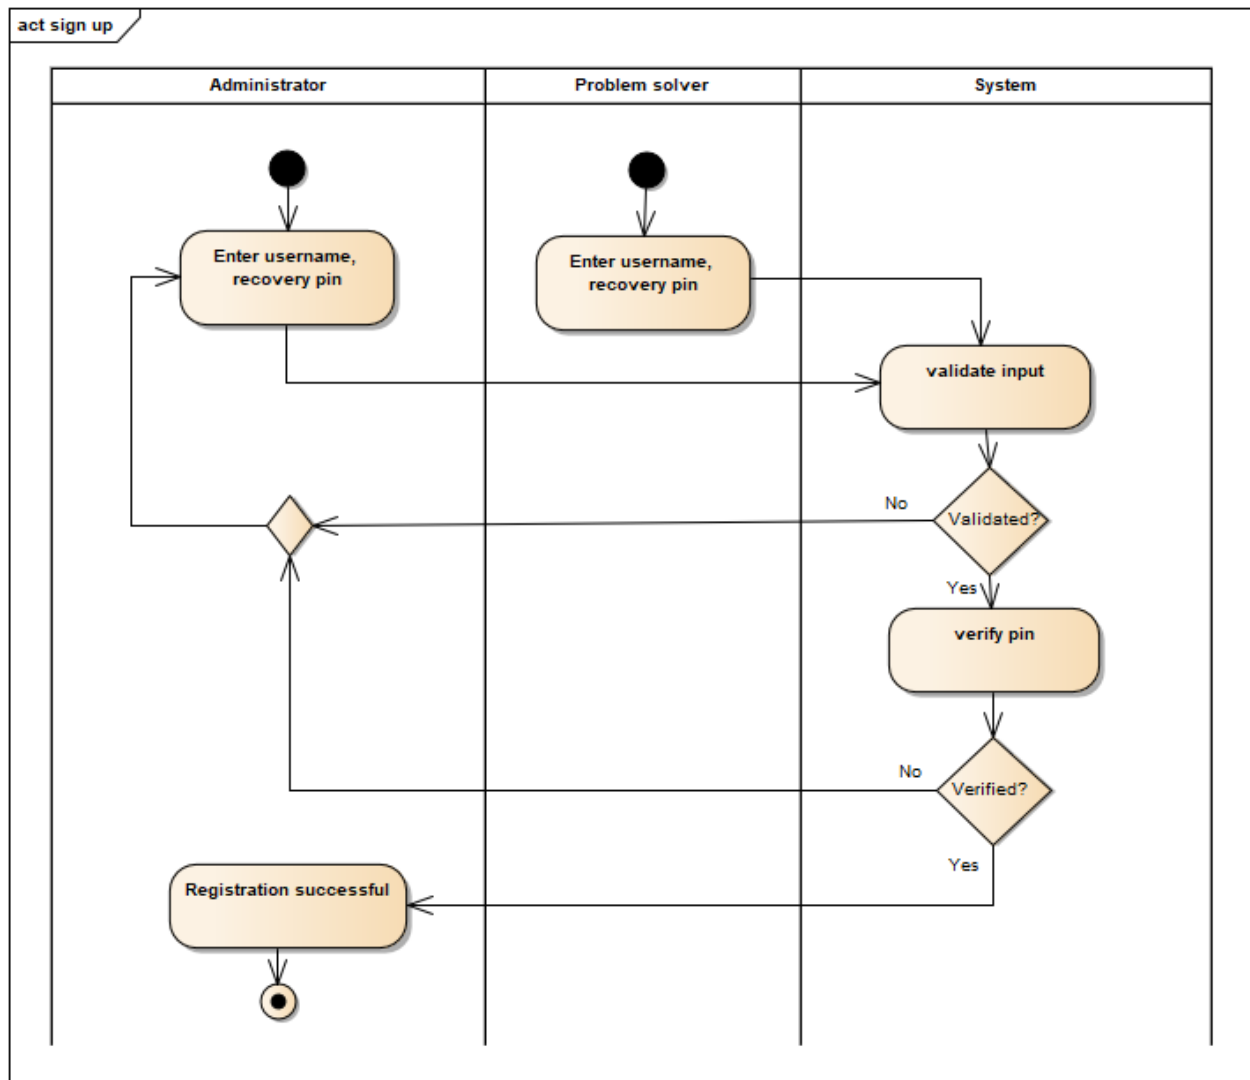 act sign up
Administrator
Problem solver
System
Enter username,
recovery pin
Enter username,
recovery pin
validate input
No
Validated?
Yes
verify pin
No
Verified?
Yes
Registration successful